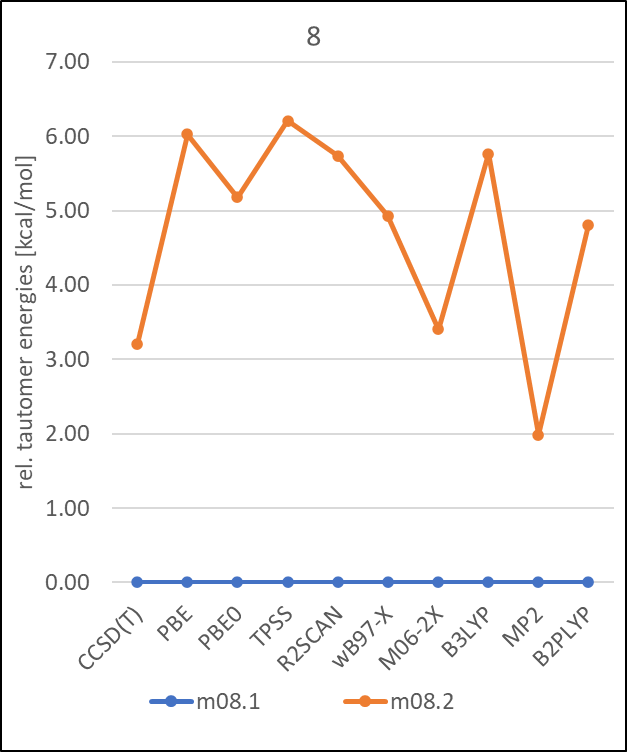 8
rel. tautomer energies [kcal/mol]
7.00
6.00
5.00
4.00
3.00
2.00
1.00
0.00
CCSD(T)
PBE
PBE0
TPSS
R2SCAN
wB97-X
M06-2X
B3LYP
MP2
B2PLYP
m08.1
m08.2